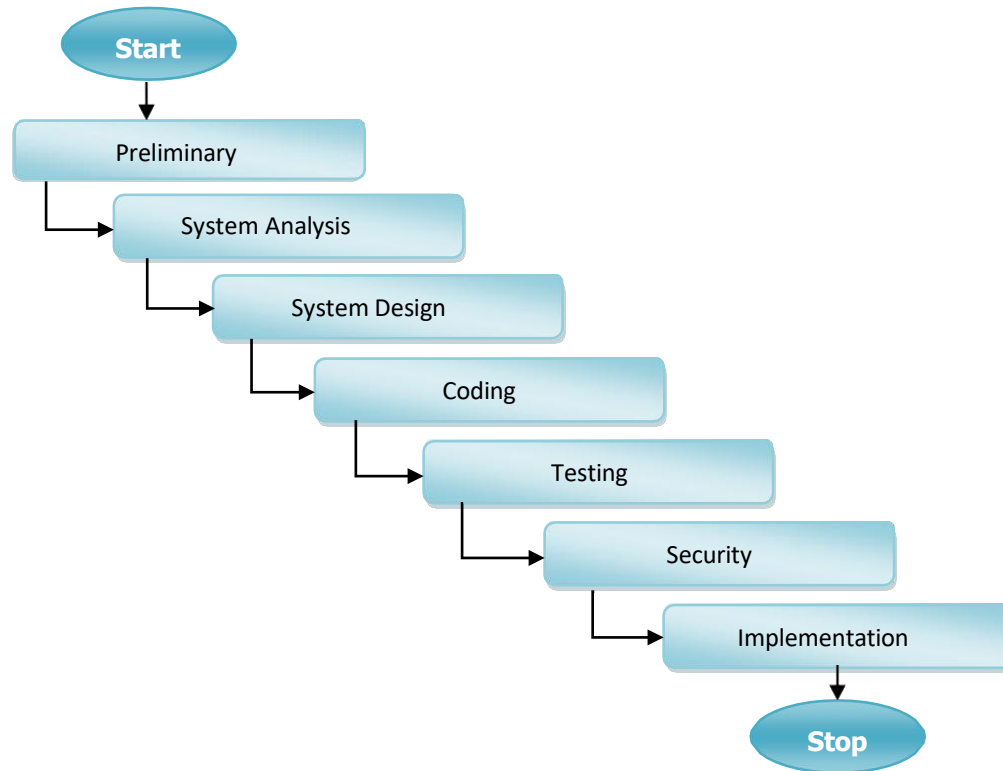 Start
Preliminary
System Analysis
System Design
Coding
Testing
Security
Implementation
Stop